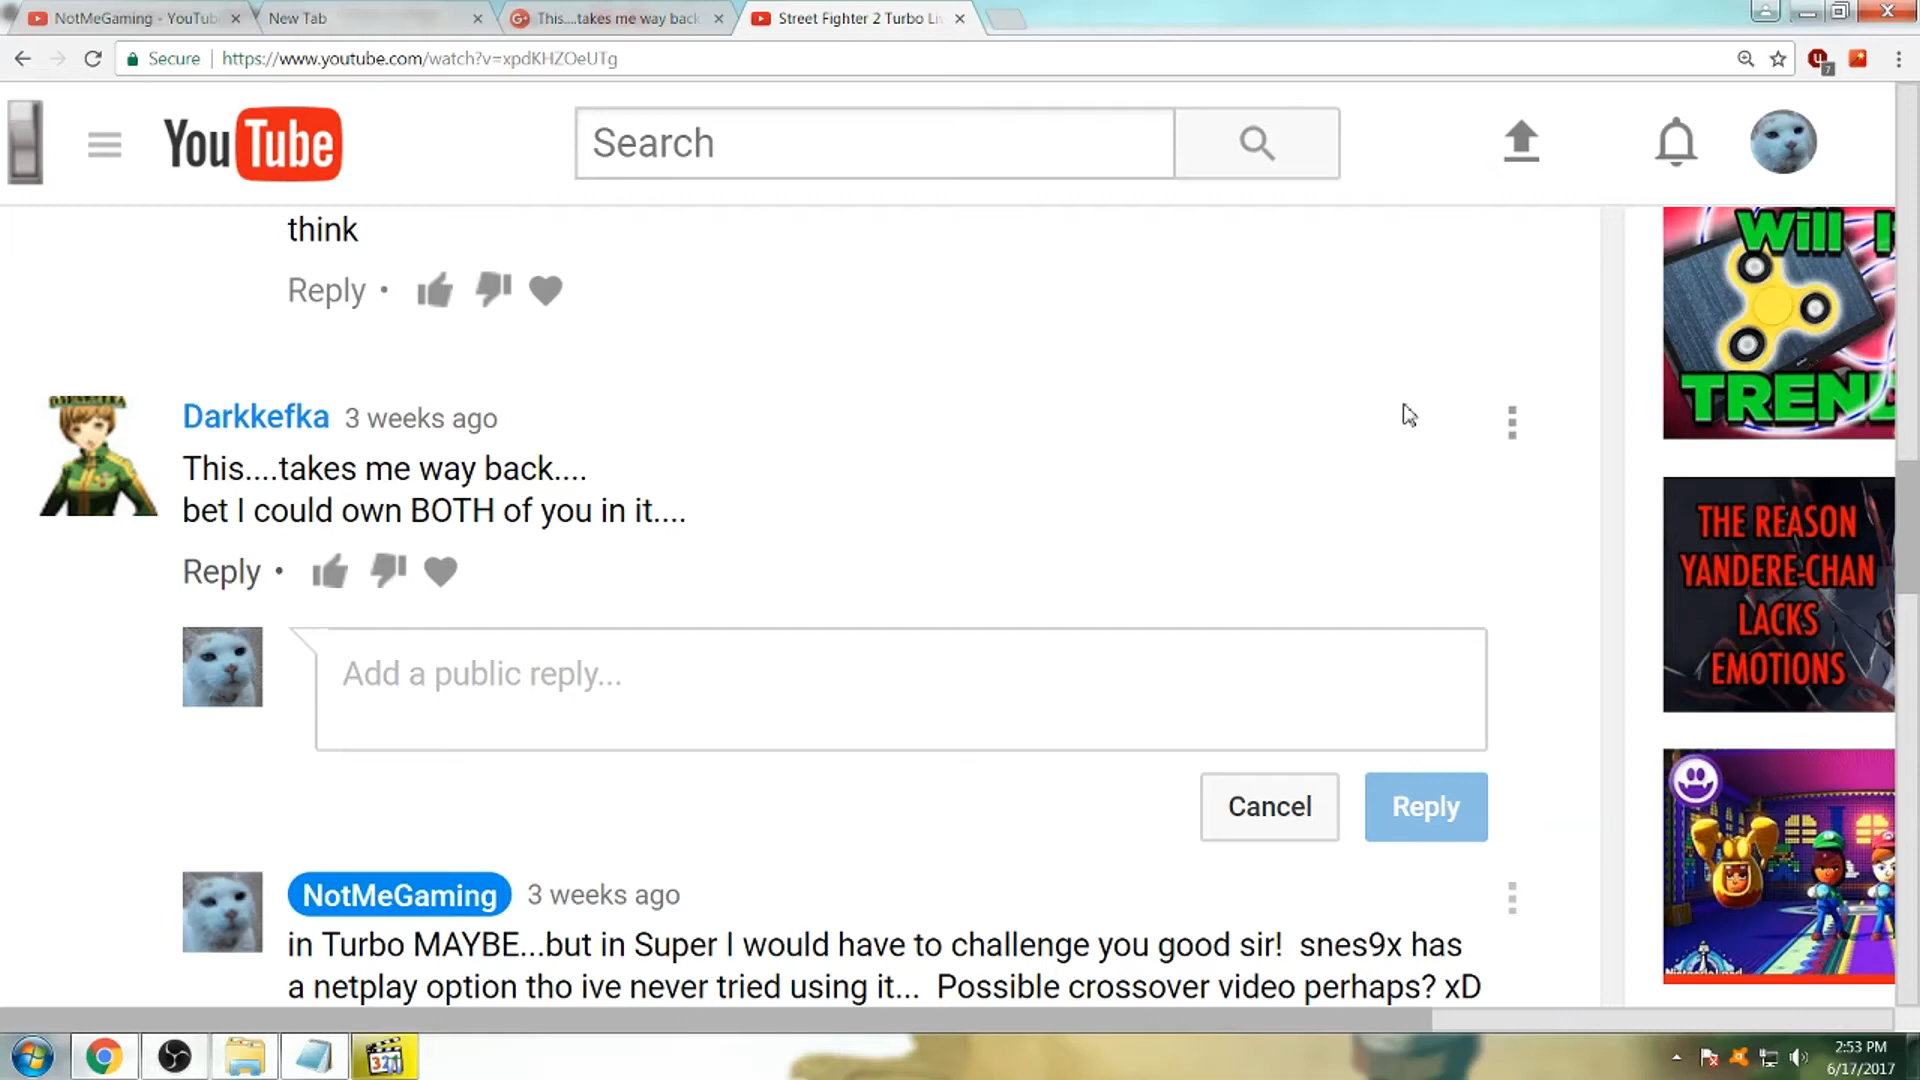 NotMeGaming - YouTub
New Tab
This....takes me way back
Street Fighter 2 Turbo Li
Secure
https://www.youtube.com/watch?v=xpdKHZOeUTg
7
YouTube
Search
think
Reply •
Will I
TREN
Darkkefka 3 weeks ago
This....takes me way back....
bet I could own BOTH of you in it....
Reply •
THE REASON
YANDERE-CHAN
LACKS
EMOTIONS
Add a public reply...
Cancel
Reply
NotMeGaming 3 weeks ago
in Turbo MAYBE...but in Super I would have to challenge you good sir! snes9x has
a netplay option tho ive never tried using it... Possible crossover video perhaps? xD
321
2:53 PM
6/17/2017